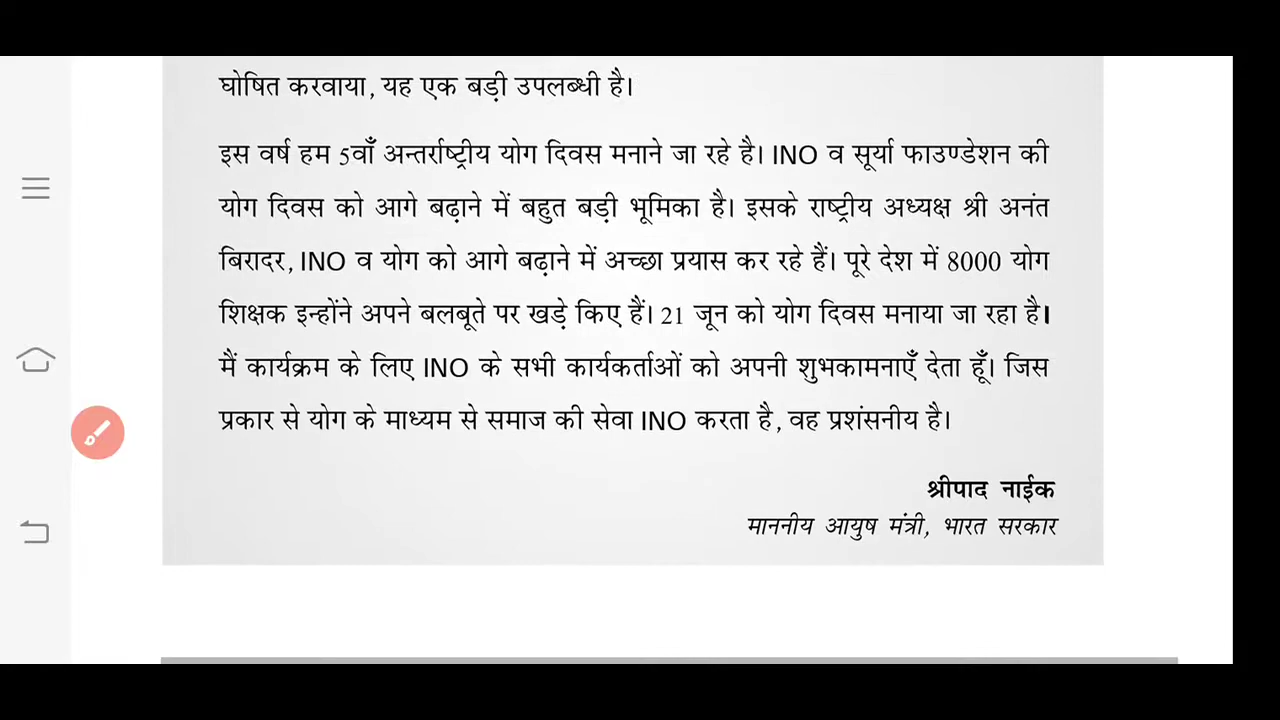 घोषित करवाया, यह एक बड़ी उपलब्धी है।
इस वर्ष हम 5वाँ अन्तर्राष्ट्रीय योग दिवस मनाने जा रहे है। INO व सूर्या फाउण्डेशन की
योग दिवस को आगे बढ़ाने में बहुत बड़ी भूमिका है। इसके राष्ट्रीय अध्यक्ष श्री अनंत
बिरादर, INO व योग को आगे बढ़ाने में अच्छा प्रयास कर रहे हैं। पूरे देश में 8000 योग
शिक्षक इन्होंने अपने बलबूते पर खड़े किए हैं। 21 जून को योग दिवस मनाया जा रहा है।
मैं कार्यक्रम के लिए INO के सभी कार्यकर्ताओं को अपनी शुभकामनाएँ देता हूँ। जिस
प्रकार से योग के माध्यम से समाज की सेवा INO करता है, वह प्रशंसनीय है।
श्रीपाद नाईक
माननीय आयुष मंत्री, भारत सरकार